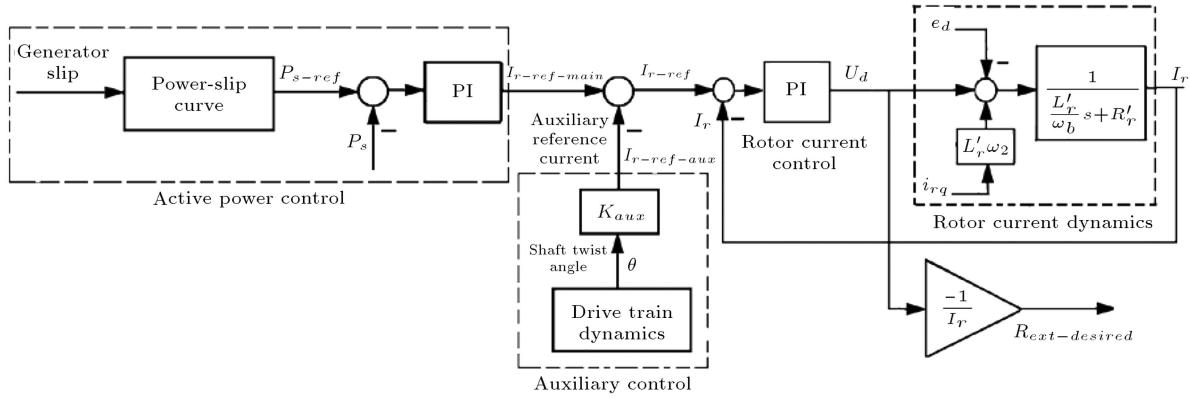 Generator
slip
Power-slip
curve
P_{s-ref}
P_s
PI
I_{r-ref-main}
Active power control
Auxiliary
reference
current
I_{r-ref-aux}
I_{r-ref}
K_{aux}
Shaft twist
angle
θ
Drive train
dynamics
Auxiliary control
I_r
PI
Rotor current
control
U_d
e_d
L'_r ω_2
i_{rq}
1
L'_r
ω_b
s+R'_r
I_r
Rotor current dynamics
-1
I_r
R_{ext-desired}